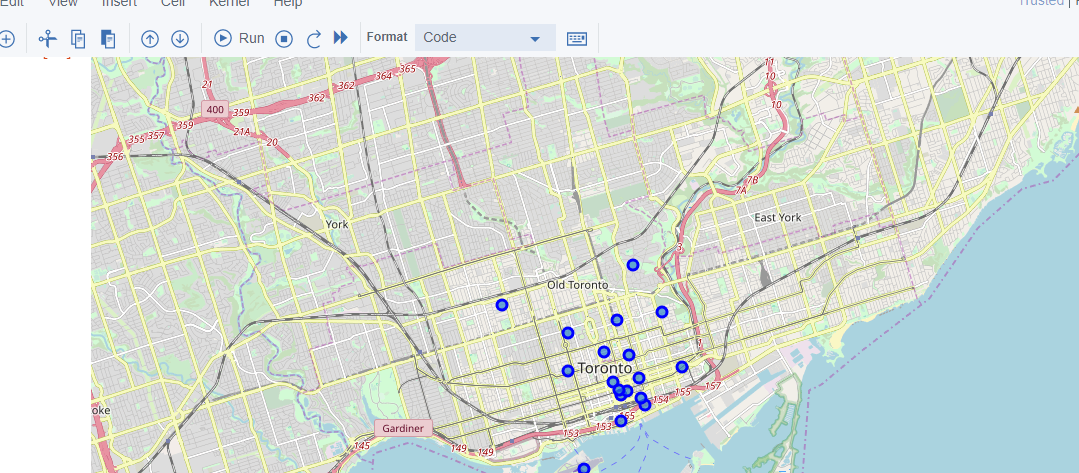 Edit View Insert Cell Kernel Help Trusted
Run Format Code
365
364
362
362
21
400
359
359
21A
20
355
357
356
11
10
10
7B
7A
3
York
East York
Old Toronto
Toronto
157
155
154
155
153
153
Gardiner
145
149
149
oke